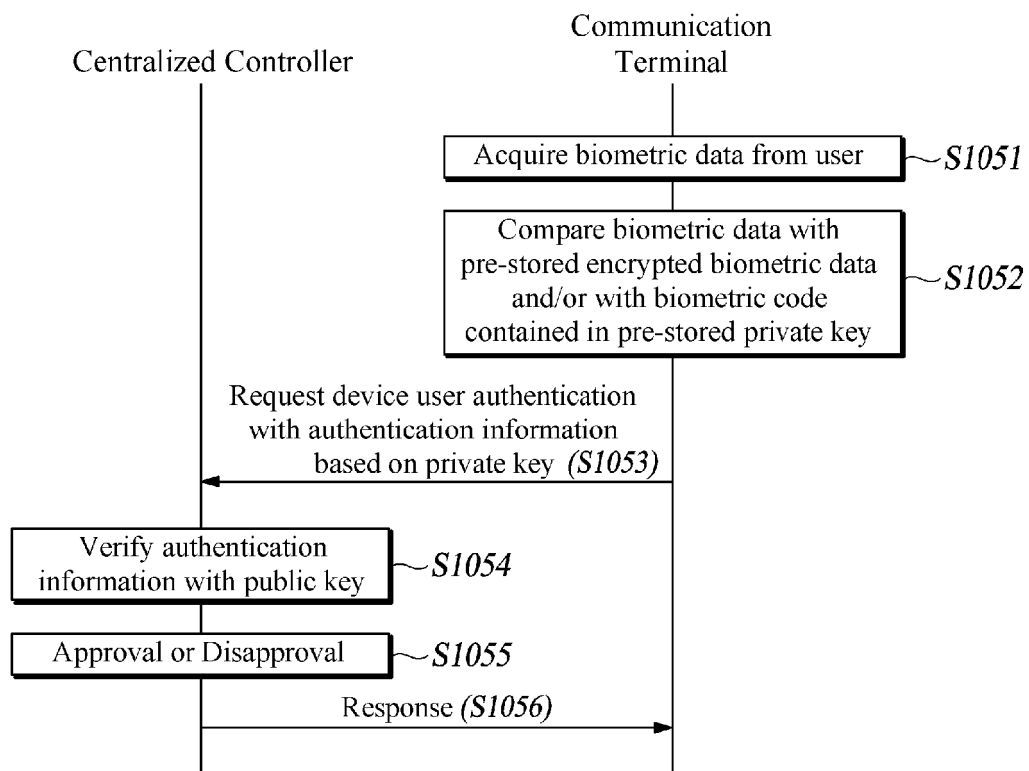 Centralized Controller
Communication
Terminal
Acquire biometric data from user
S1051
Compare biometric data with
pre-stored encrypted biometric data
and/or with biometric code
contained in pre-stored private key
S1052
Request device user authentication
with authentication information
based on private key (S1053)
Verify authentication
information with public key
S1054
Approval or Disapproval
S1055
Response (S1056)